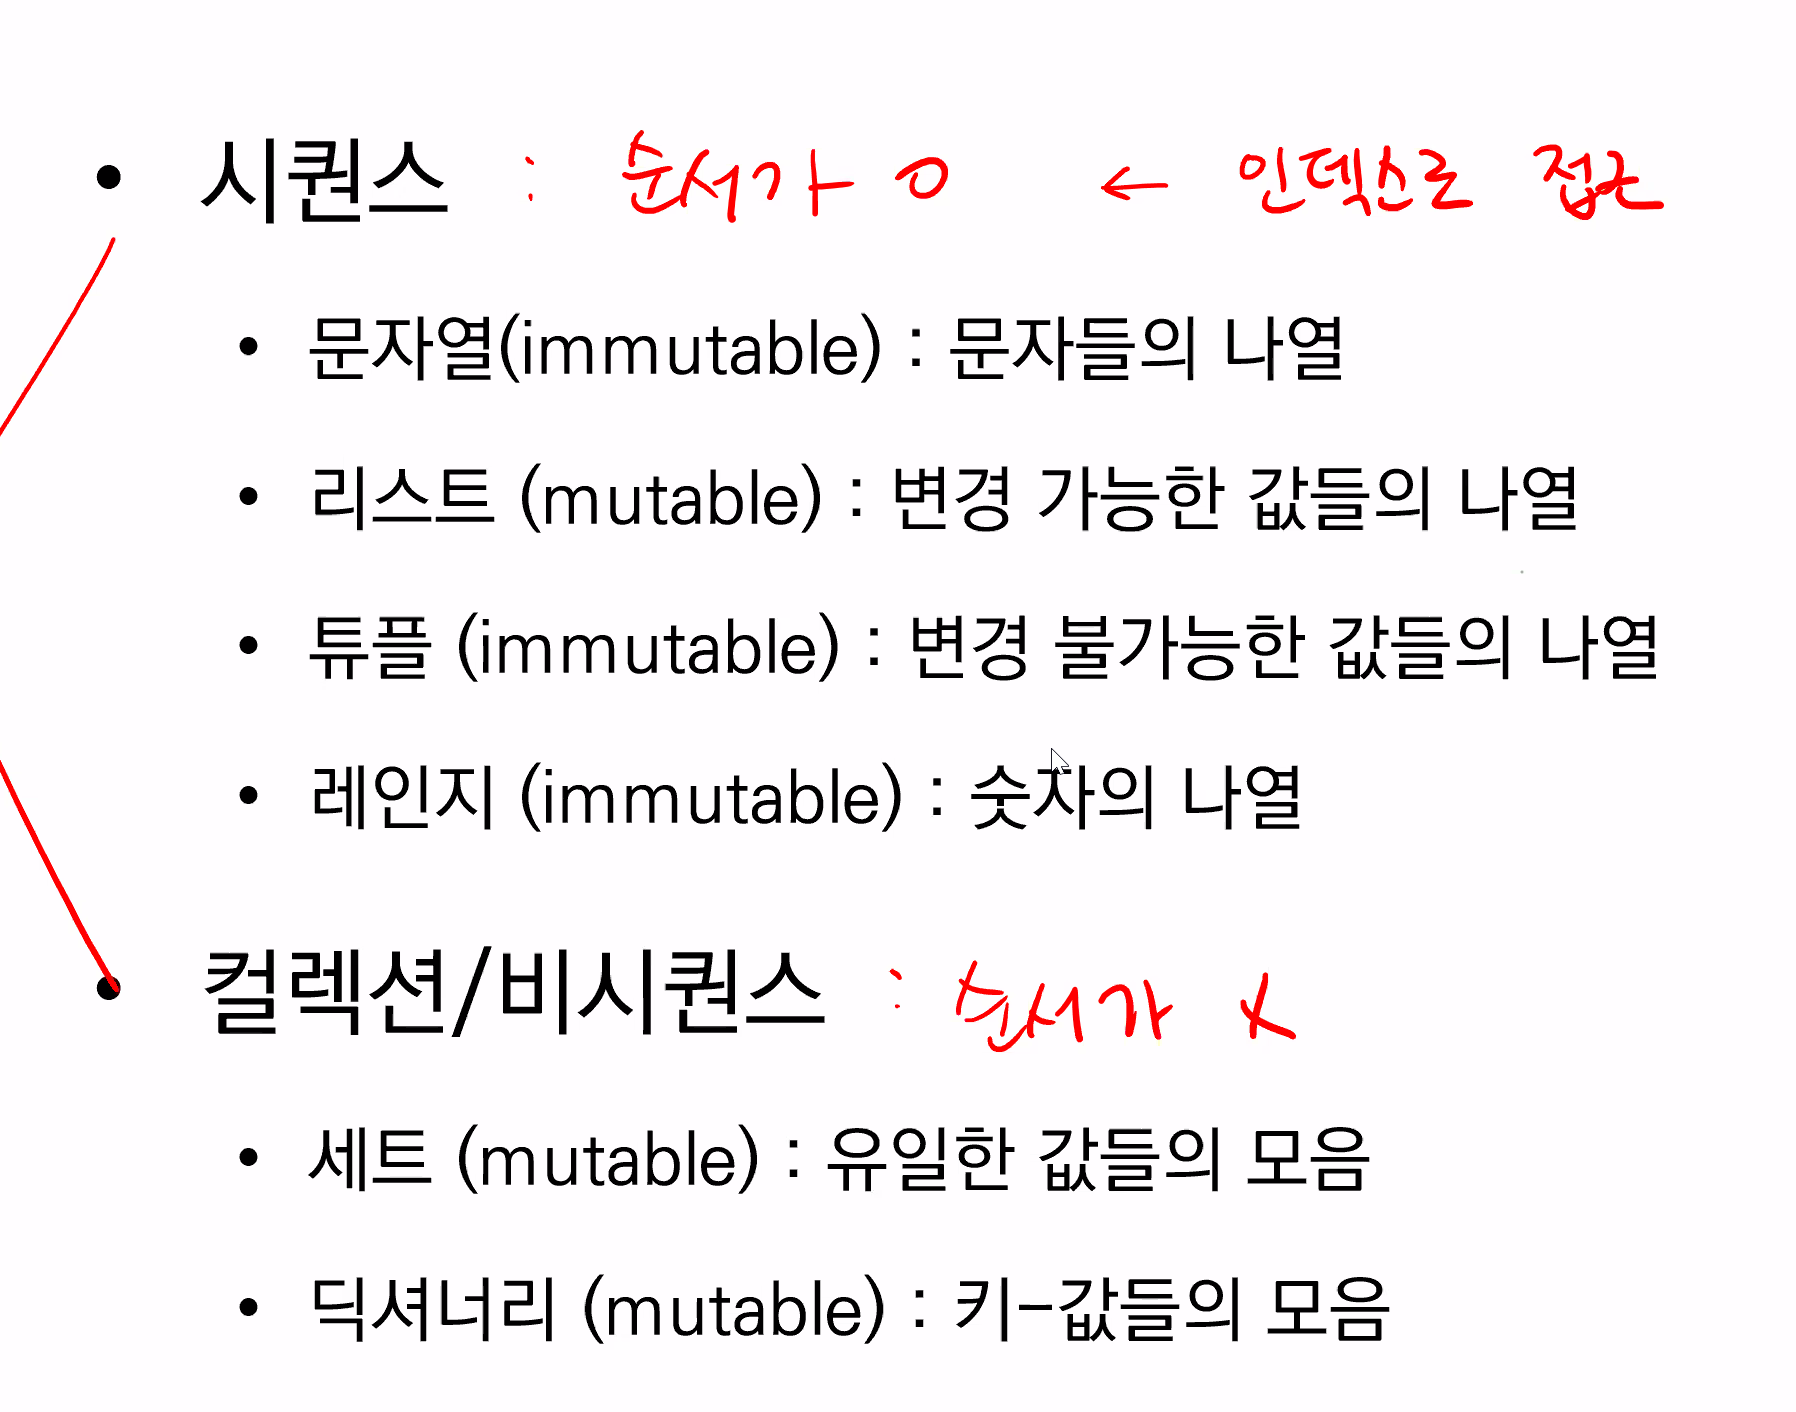 • 시퀀스 : 순서가 O ← 인덱스로 접근
• 문자열(immutable) : 문자들의 나열
• 리스트 (mutable) : 변경 가능한 값들의 나열
• 튜플 (immutable) : 변경 불가능한 값들의 나열
• 레인지 (immutable) : 숫자의 나열
• 컬렉션/비시퀀스 : 순서가 X
• 세트 (mutable) : 유일한 값들의 모음
• 딕셔너리 (mutable) : 키-값들의 모음